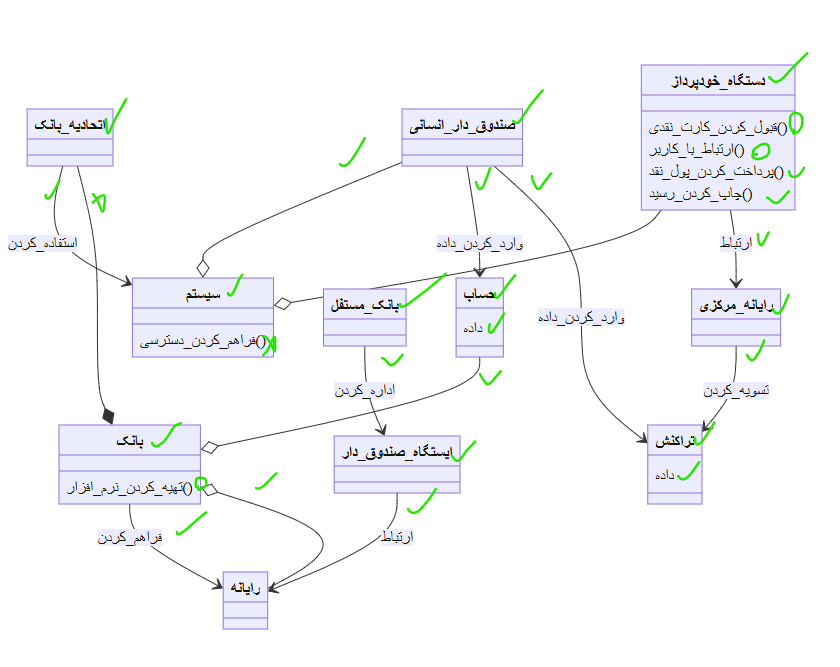 دستگاه_خودپرداز
قبول_کردن_کارت_نقدی()
ارتباط_با_کاربر()
پرداخت_کردن_پول_نقد()
چاپ_کردن_رسید()
صندوق_دار_انسانی
اتحادیه_بانک
استفاده_کردن
وارد_کردن_داده
ارتباط
سیستم
فراهم_کردن_دسترسی()
بانک_مستقل
حساب
داده
وارد_کردن_داده
رایانه_مرکزی
اداره_کردن
تسویه_کردن
بانک
تهیه_کردن_نرم_افزار()
ایستگاه_صندوق_دار
تراکنش
داده
فراهم_کردن
ارتباط
رایانه